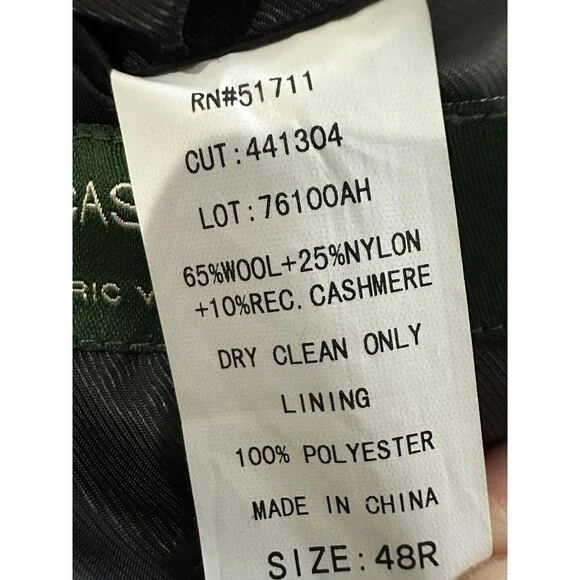 RN#51711
CUT:441304
LOT:76100AH
65%WOOL+25%NYLON
+10%REC. CASHMERE
DRY CLEAN ONLY
LINING
100% POLYESTER
MADE IN CHINA
SIZE:48R